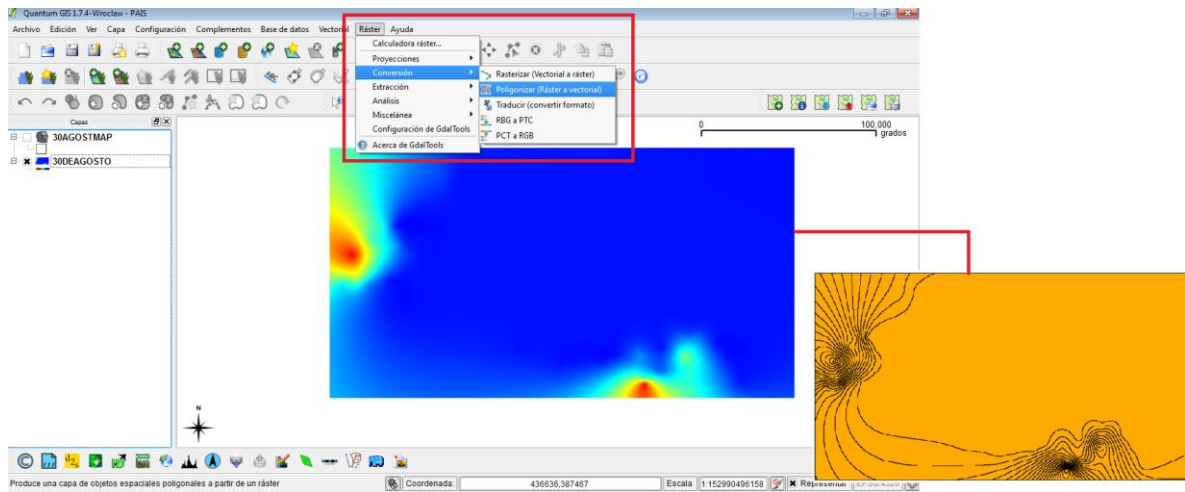 Quantum GIS 1.7.4-Wroclaw - PAIS
Archivo Edición Ver Capa Configuración Complementos Base de datos Vectorial Ráster Ayuda
Calculadora ráster...
Proyecciones
Conversión
Extracción
Análisis
Miscelánea
Configuración de GdalTools
Acerca de GdalTools
Rasterizar (Vectorial a ráster)
Poligonizar (Ráster a vectorial)
Traducir (convertir formato)
RBG a PTC
PCT a RGB
Capas
30AGOSTMAP
30DEAGOSTO
0 100,000
grados
N
Produce una capa de objetos espaciales poligonales a partir de un ráster
Coordenada: 436636,387467 Escala 1:152990496158 Representar